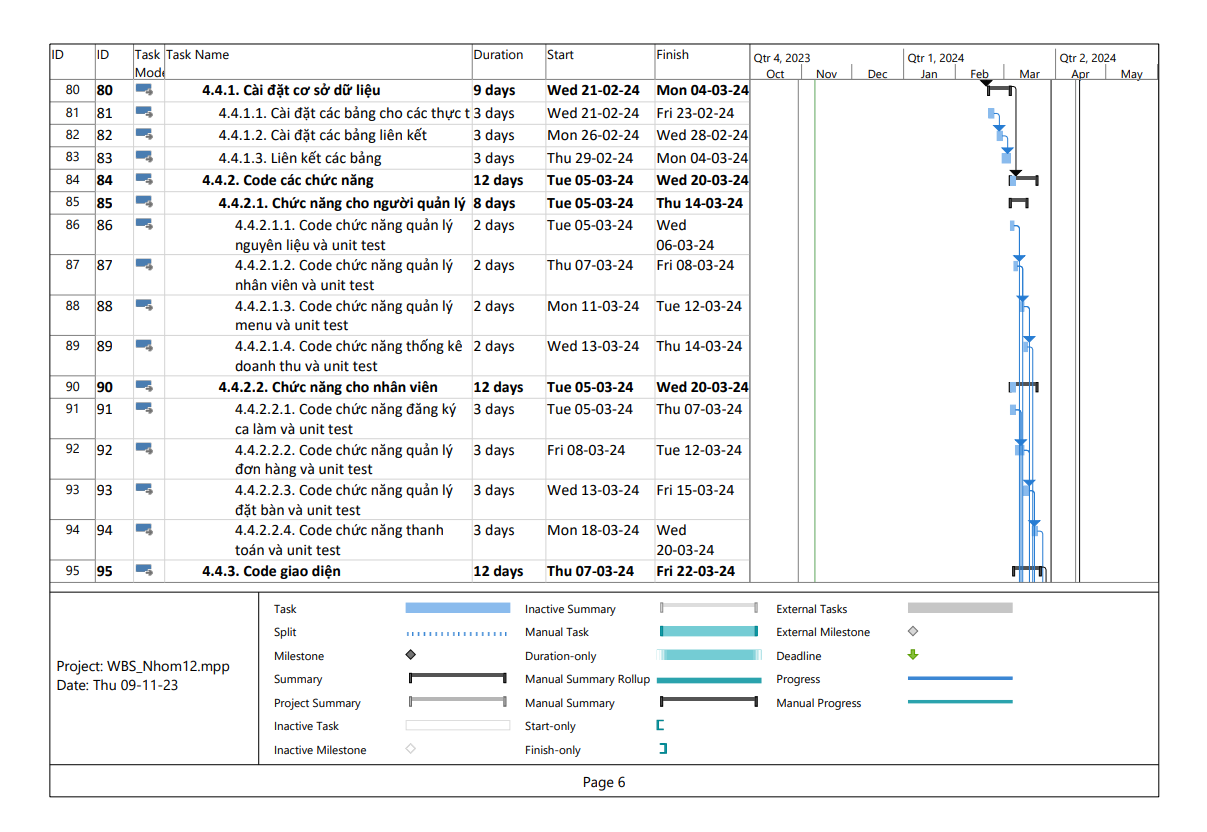 ID ID Task Mode Task Name Duration Start Finish Qtr 4, 2023 Qtr 1, 2024 Qtr 2, 2024
Oct Nov Dec Jan Feb Mar Apr May
80 80 4.4.1. Cài đặt cơ sở dữ liệu 9 days Wed 21-02-24 Mon 04-03-24
81 81 4.4.1.1. Cài đặt các bảng cho các thực t 3 days Wed 21-02-24 Fri 23-02-24
82 82 4.4.1.2. Cài đặt các bảng liên kết 3 days Mon 26-02-24 Wed 28-02-24
83 83 4.4.1.3. Liên kết các bảng 3 days Thu 29-02-24 Mon 04-03-24
84 84 4.4.2. Code các chức năng 12 days Tue 05-03-24 Wed 20-03-24
85 85 4.4.2.1. Chức năng cho người quản lý 8 days Tue 05-03-24 Thu 14-03-24
86 86 4.4.2.1.1. Code chức năng quản lý 2 days Tue 05-03-24 Wed
nguyên liệu và unit test 06-03-24
87 87 4.4.2.1.2. Code chức năng quản lý 2 days Thu 07-03-24 Fri 08-03-24
nhân viên và unit test
88 88 4.4.2.1.3. Code chức năng quản lý 2 days Mon 11-03-24 Tue 12-03-24
menu và unit test
89 89 4.4.2.1.4. Code chức năng thống kê 2 days Wed 13-03-24 Thu 14-03-24
doanh thu và unit test
90 90 4.4.2.2. Chức năng cho nhân viên 12 days Tue 05-03-24 Wed 20-03-24
91 91 4.4.2.2.1. Code chức năng đăng ký 3 days Tue 05-03-24 Thu 07-03-24
ca làm và unit test
92 92 4.4.2.2.2. Code chức năng quản lý 3 days Fri 08-03-24 Tue 12-03-24
đơn hàng và unit test
93 93 4.4.2.2.3. Code chức năng quản lý 3 days Wed 13-03-24 Fri 15-03-24
đặt bàn và unit test
94 94 4.4.2.2.4. Code chức năng thanh 3 days Mon 18-03-24 Wed
toán và unit test 20-03-24
95 95 4.4.3. Code giao diện 12 days Thu 07-03-24 Fri 22-03-24
Project: WBS_Nhom12.mpp
Date: Thu 09-11-23
Task
Split
Milestone
Summary
Project Summary
Inactive Task
Inactive Milestone
Inactive Summary
Manual Task
Duration-only
Manual Summary Rollup
Manual Summary
Start-only
Finish-only
External Tasks
External Milestone
Deadline
Progress
Manual Progress
Page 6